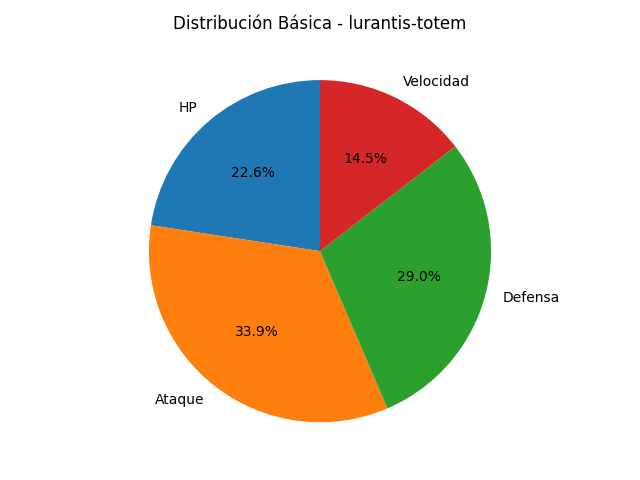 Distribución Básica - lurantis-totem
Velocidad
HP
14.5%
22.6%
29.0%
Defensa
33.9%
Ataque